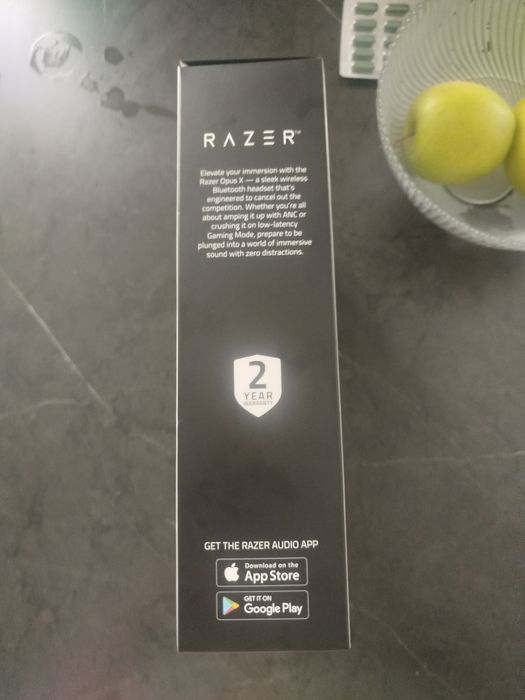 RAZER™
Elevate your immersion with the
Razer Opus X — a sleek wireless
Bluetooth headset that's
engineered to cancel out the
competition. Whether you're all
about amping it up with ANC or
crushing it on low-latency
Gaming Mode, prepare to be
plunged into a world of immersive
sound with zero distractions.
2
YEAR
WARRANTY
GET THE RAZER AUDIO APP
Download on the
App Store
GET IT ON
Google Play